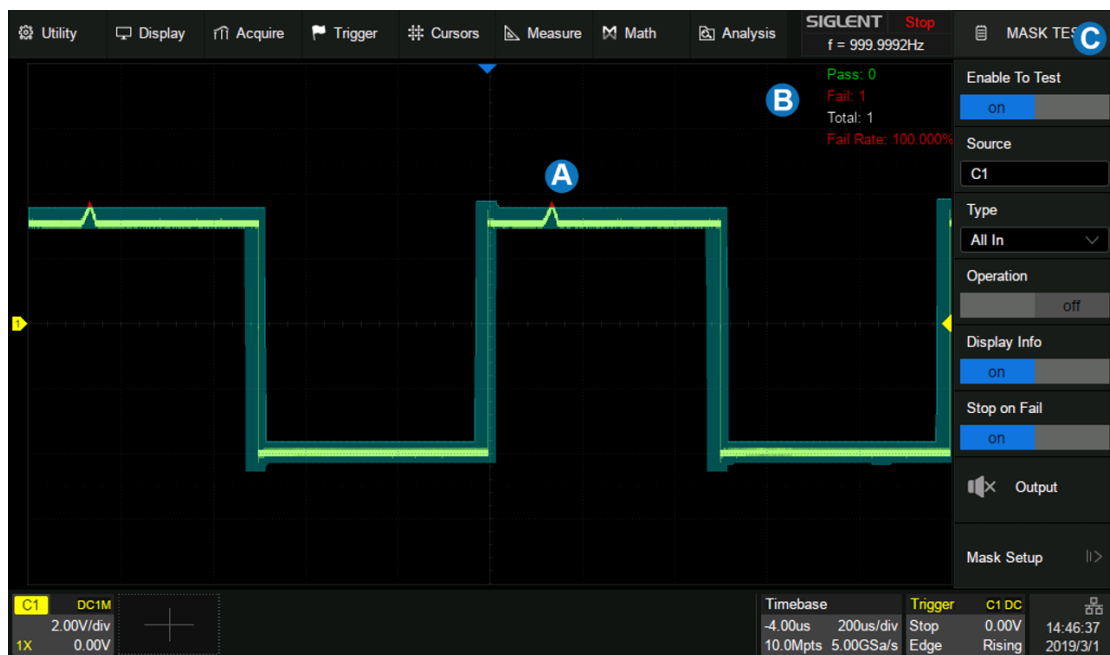 Utility Display Acquire Trigger Cursors Measure Math Analysis
SIGLENT Stop
f = 999.9992Hz
MASK TES
C
Pass: 0
Fail: 1
Total: 1
Fail Rate: 100.000%
B
A
1
Enable To Test
on
Source
C1
Type
All In
Operation
off
Display Info
on
Stop on Fail
on
Output
Mask Setup
C1 DC1M
2.00V/div
1X 0.00V
Timebase
-4.00us 200us/div
10.0Mpts 5.00GSa/s
Trigger C1 DC
Stop 0.00V
Edge Rising
14:46:37
2019/3/1